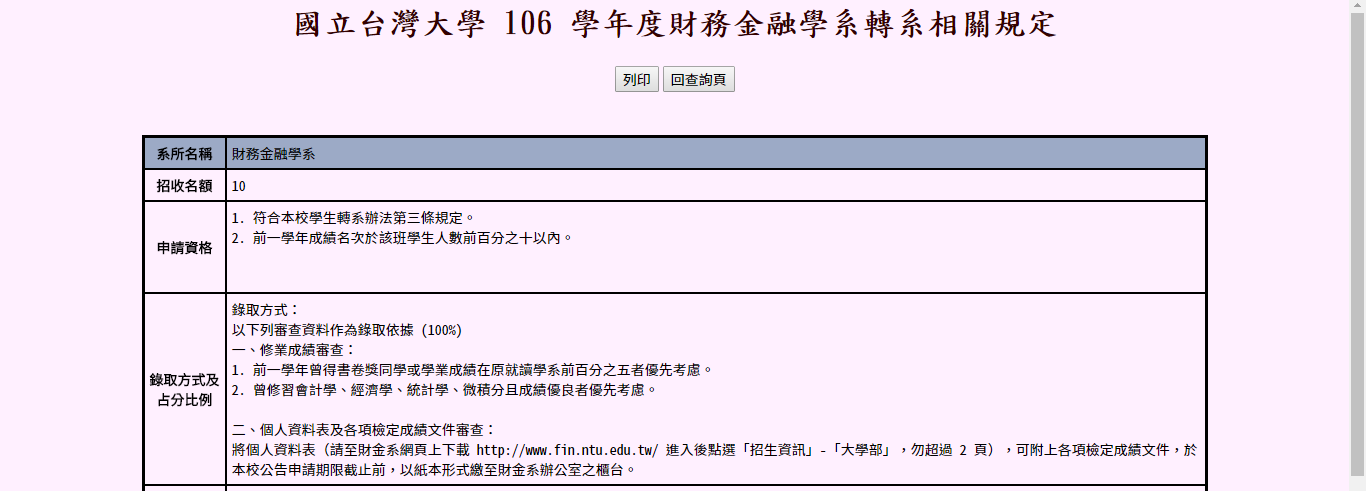 國立台灣大學 106 學年度財務金融學系轉系相關規定
列印 回查詢頁
系所名稱 財務金融學系
招收名額 10
申請資格
1. 符合本校學生轉系辦法第三條規定。
2. 前一學年成績名次於該班學生人數前百分之十以內。
錄取方式及
占分比例
錄取方式：
以下列審查資料作為錄取依據 (100%)
一、修業成績審查：
1. 前一學年曾得書卷獎同學或學業成績在原就讀學系前百分之五者優先考慮。
2. 曾修習會計學、經濟學、統計學、微積分且成績優良者優先考慮。
二、個人資料表及各項檢定成績文件審查：
將個人資料表（請至財金系網頁上下載 http://www.fin.ntu.edu.tw/ 進入後點選「招生資訊」-「大學部」，勿超過 2 頁），可附上各項檢定成績文件，於
本校公告申請期限截止前，以紙本形式繳至財金系辦公室之櫃台。